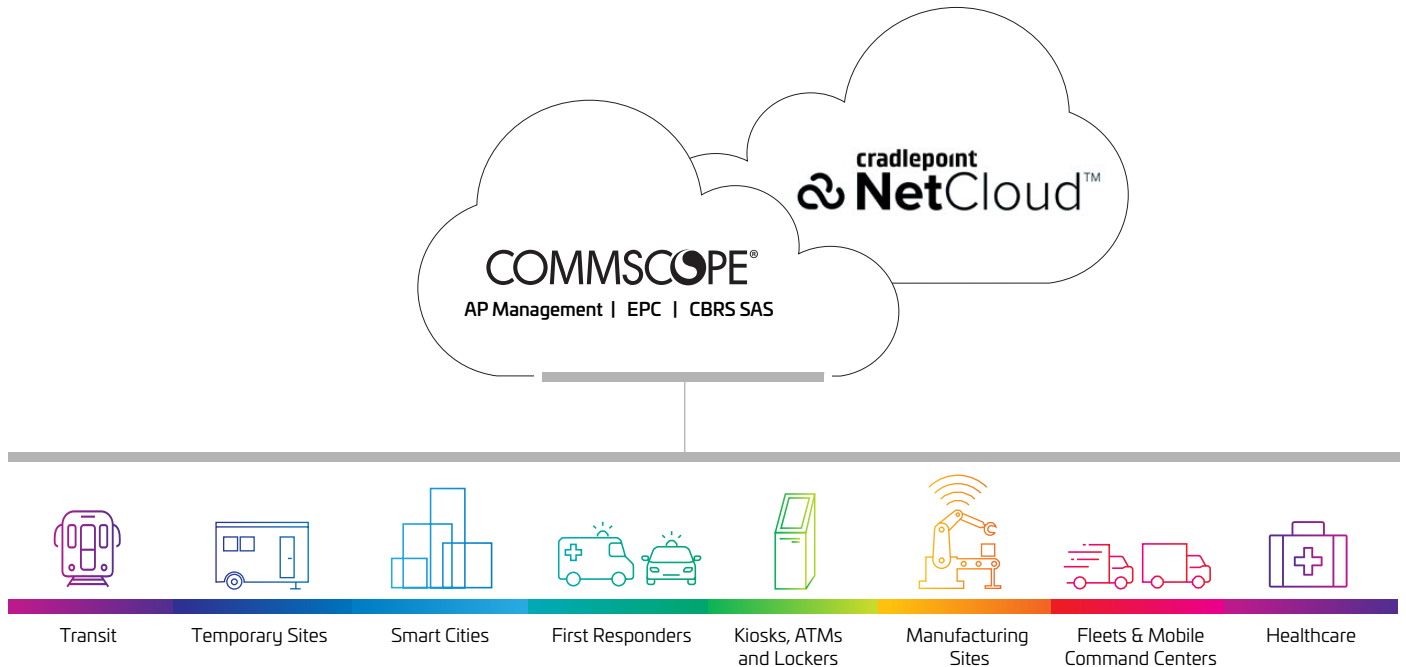 cradlepoint
NetCloud™
COMMSCOPE®
AP Management | EPC | CBRS SAS
Transit
Temporary Sites
Smart Cities
First Responders
Kiosks, ATMs
and Lockers
Manufacturing
Sites
Fleets & Mobile
Command Centers
Healthcare